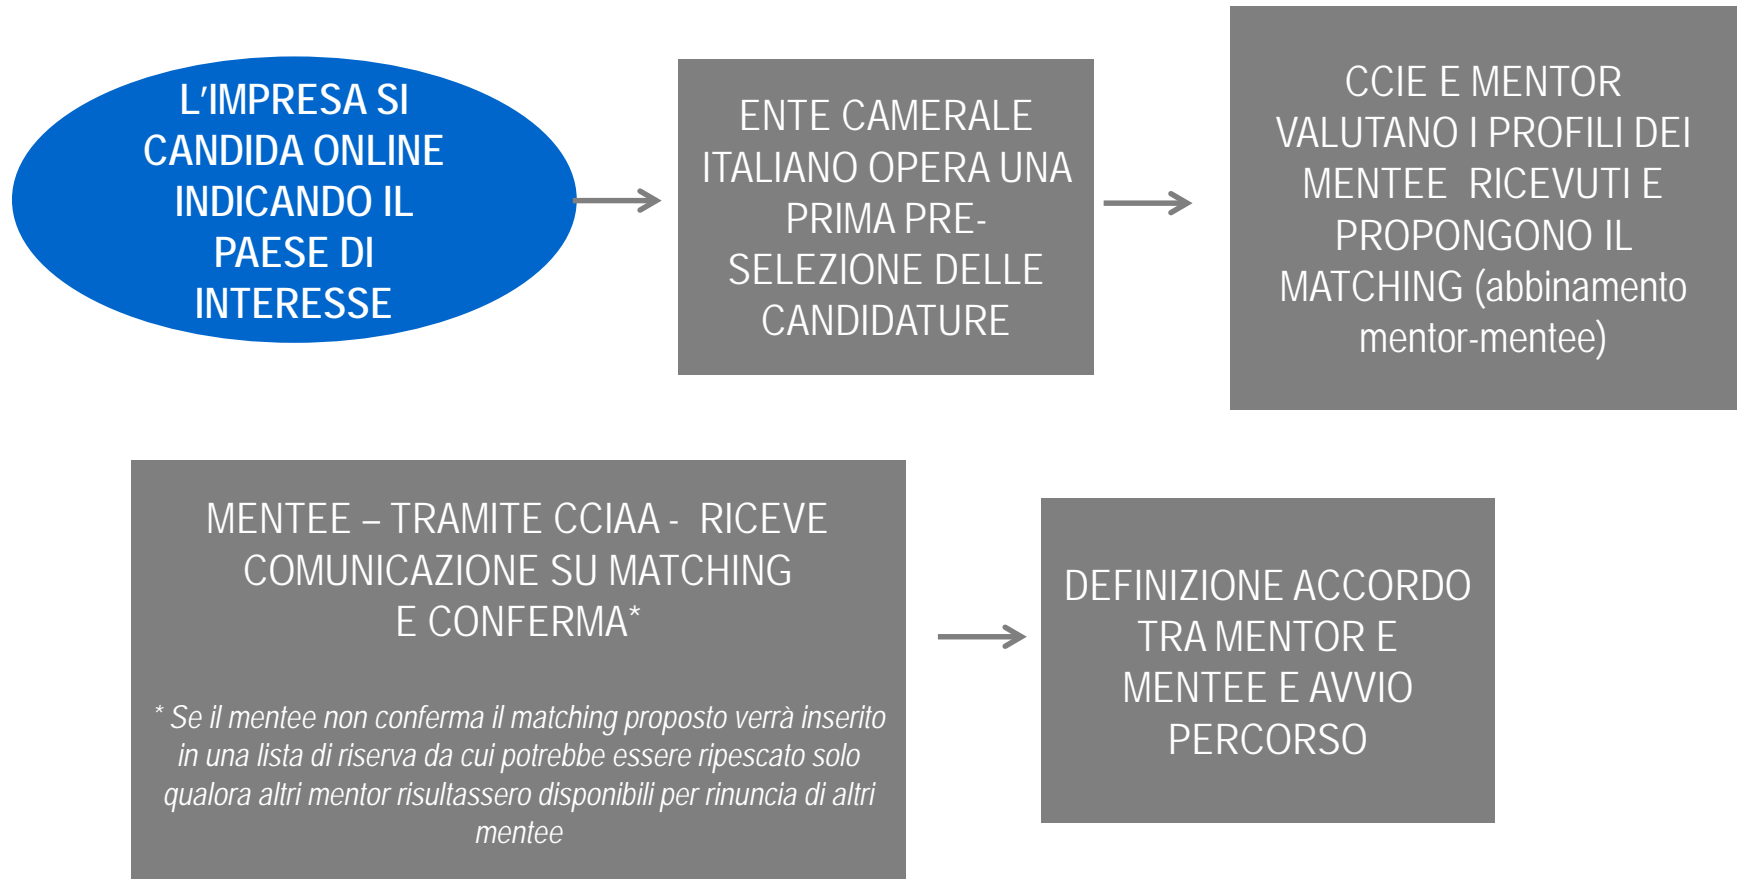 L'IMPRESA SI
CANDIDA ONLINE
INDICANDO IL
PAESE DI
INTERESSE
ENTE CAMERALE
ITALIANO OPERA UNA
PRIMA PRE-
SELEZIONE DELLE
CANDIDATURE
CCIE E MENTOR
VALUTANO I PROFILI DEI
MENTEE RICEVUTI E
PROPONGONO IL
MATCHING (abbinamento
mentor-mentee)
MENTEE – TRAMITE CCIAA - RICEVE
COMUNICAZIONE SU MATCHING
E CONFERMA*
* Se il mentee non conferma il matching proposto verrà inserito
in una lista di riserva da cui potrebbe essere ripescato solo
qualora altri mentor risultassero disponibili per rinuncia di altri
mentee
DEFINIZIONE ACCORDO
TRA MENTOR E
MENTEE E AVVIO
PERCORSO